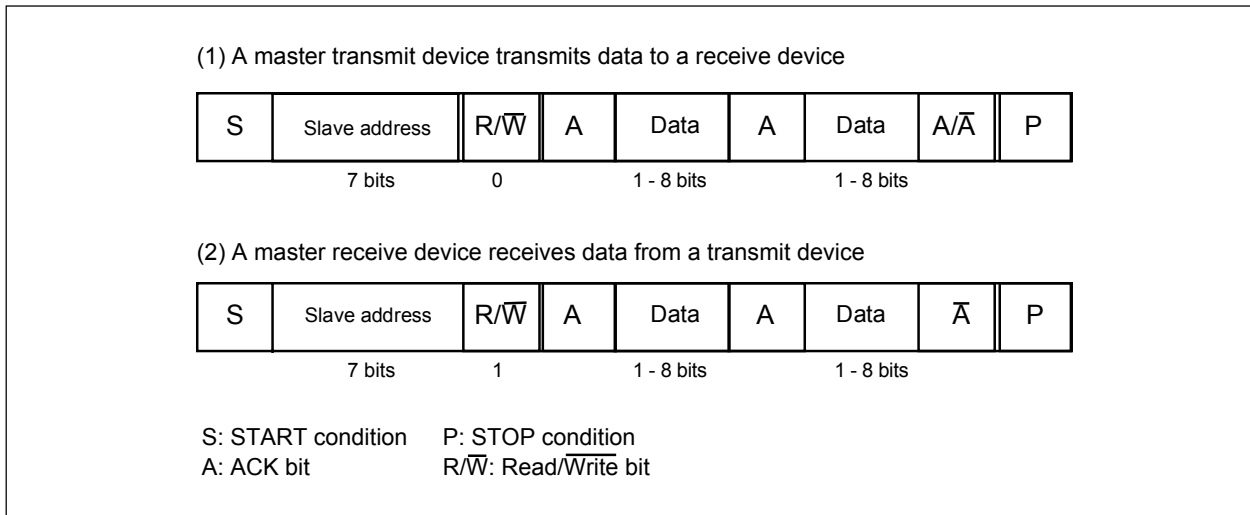 (1) A master transmit device transmits data to a receive device
S Slave address R/W̅ A Data A Data A/A̅ P
7 bits 0 1 - 8 bits 1 - 8 bits
(2) A master receive device receives data from a transmit device
S Slave address R/W̅ A Data A Data A̅ P
7 bits 1 1 - 8 bits 1 - 8 bits
S: START condition P: STOP condition
A: ACK bit R/W̅: Read/W̅r̅i̅t̅e̅ bit